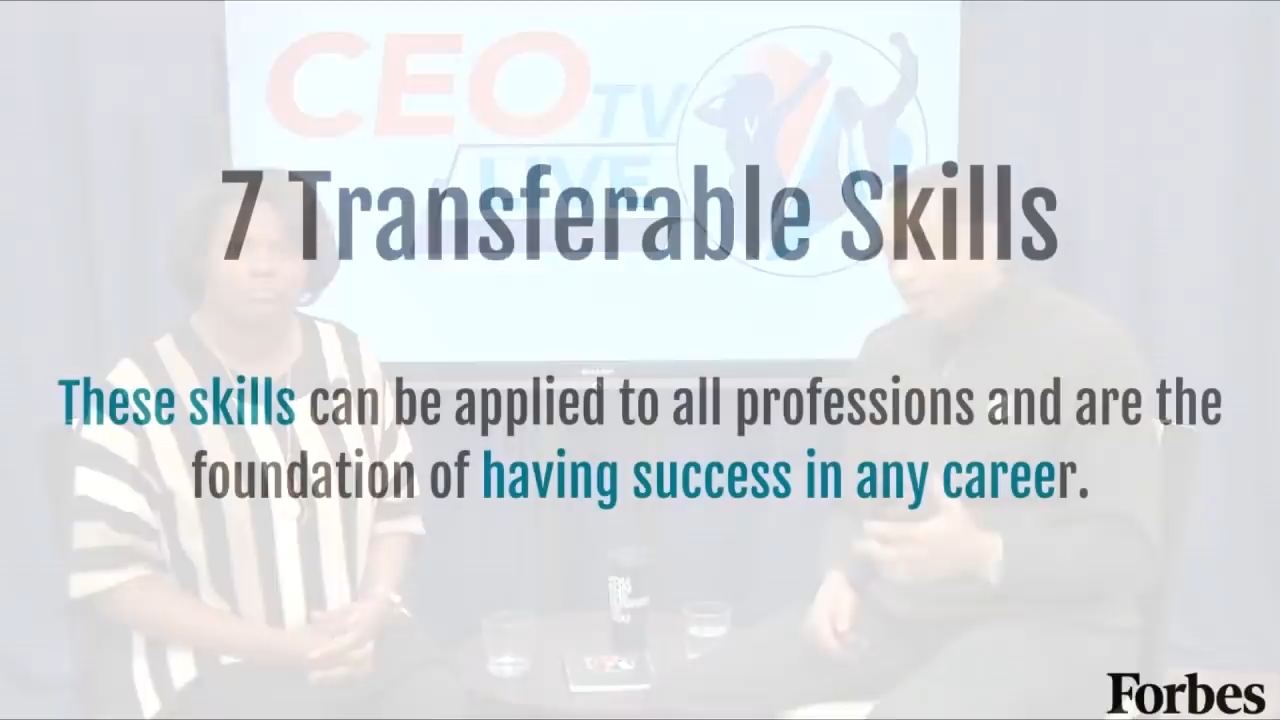 CEO TV
LIVE
7 Transferable Skills
These skills can be applied to all professions and are the
foundation of having success in any career.
Forbes